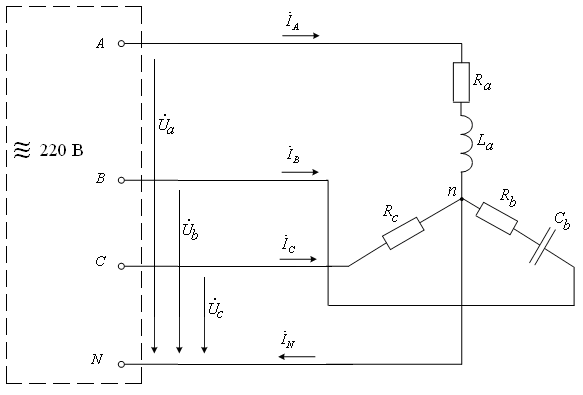 İ_A
A
R_a
U̇_a
L_a
≋ 220 В
İ_B
B
n
R_b
R_c
C_b
U̇_b
İ_C
C
U̇_c
İ_N
N